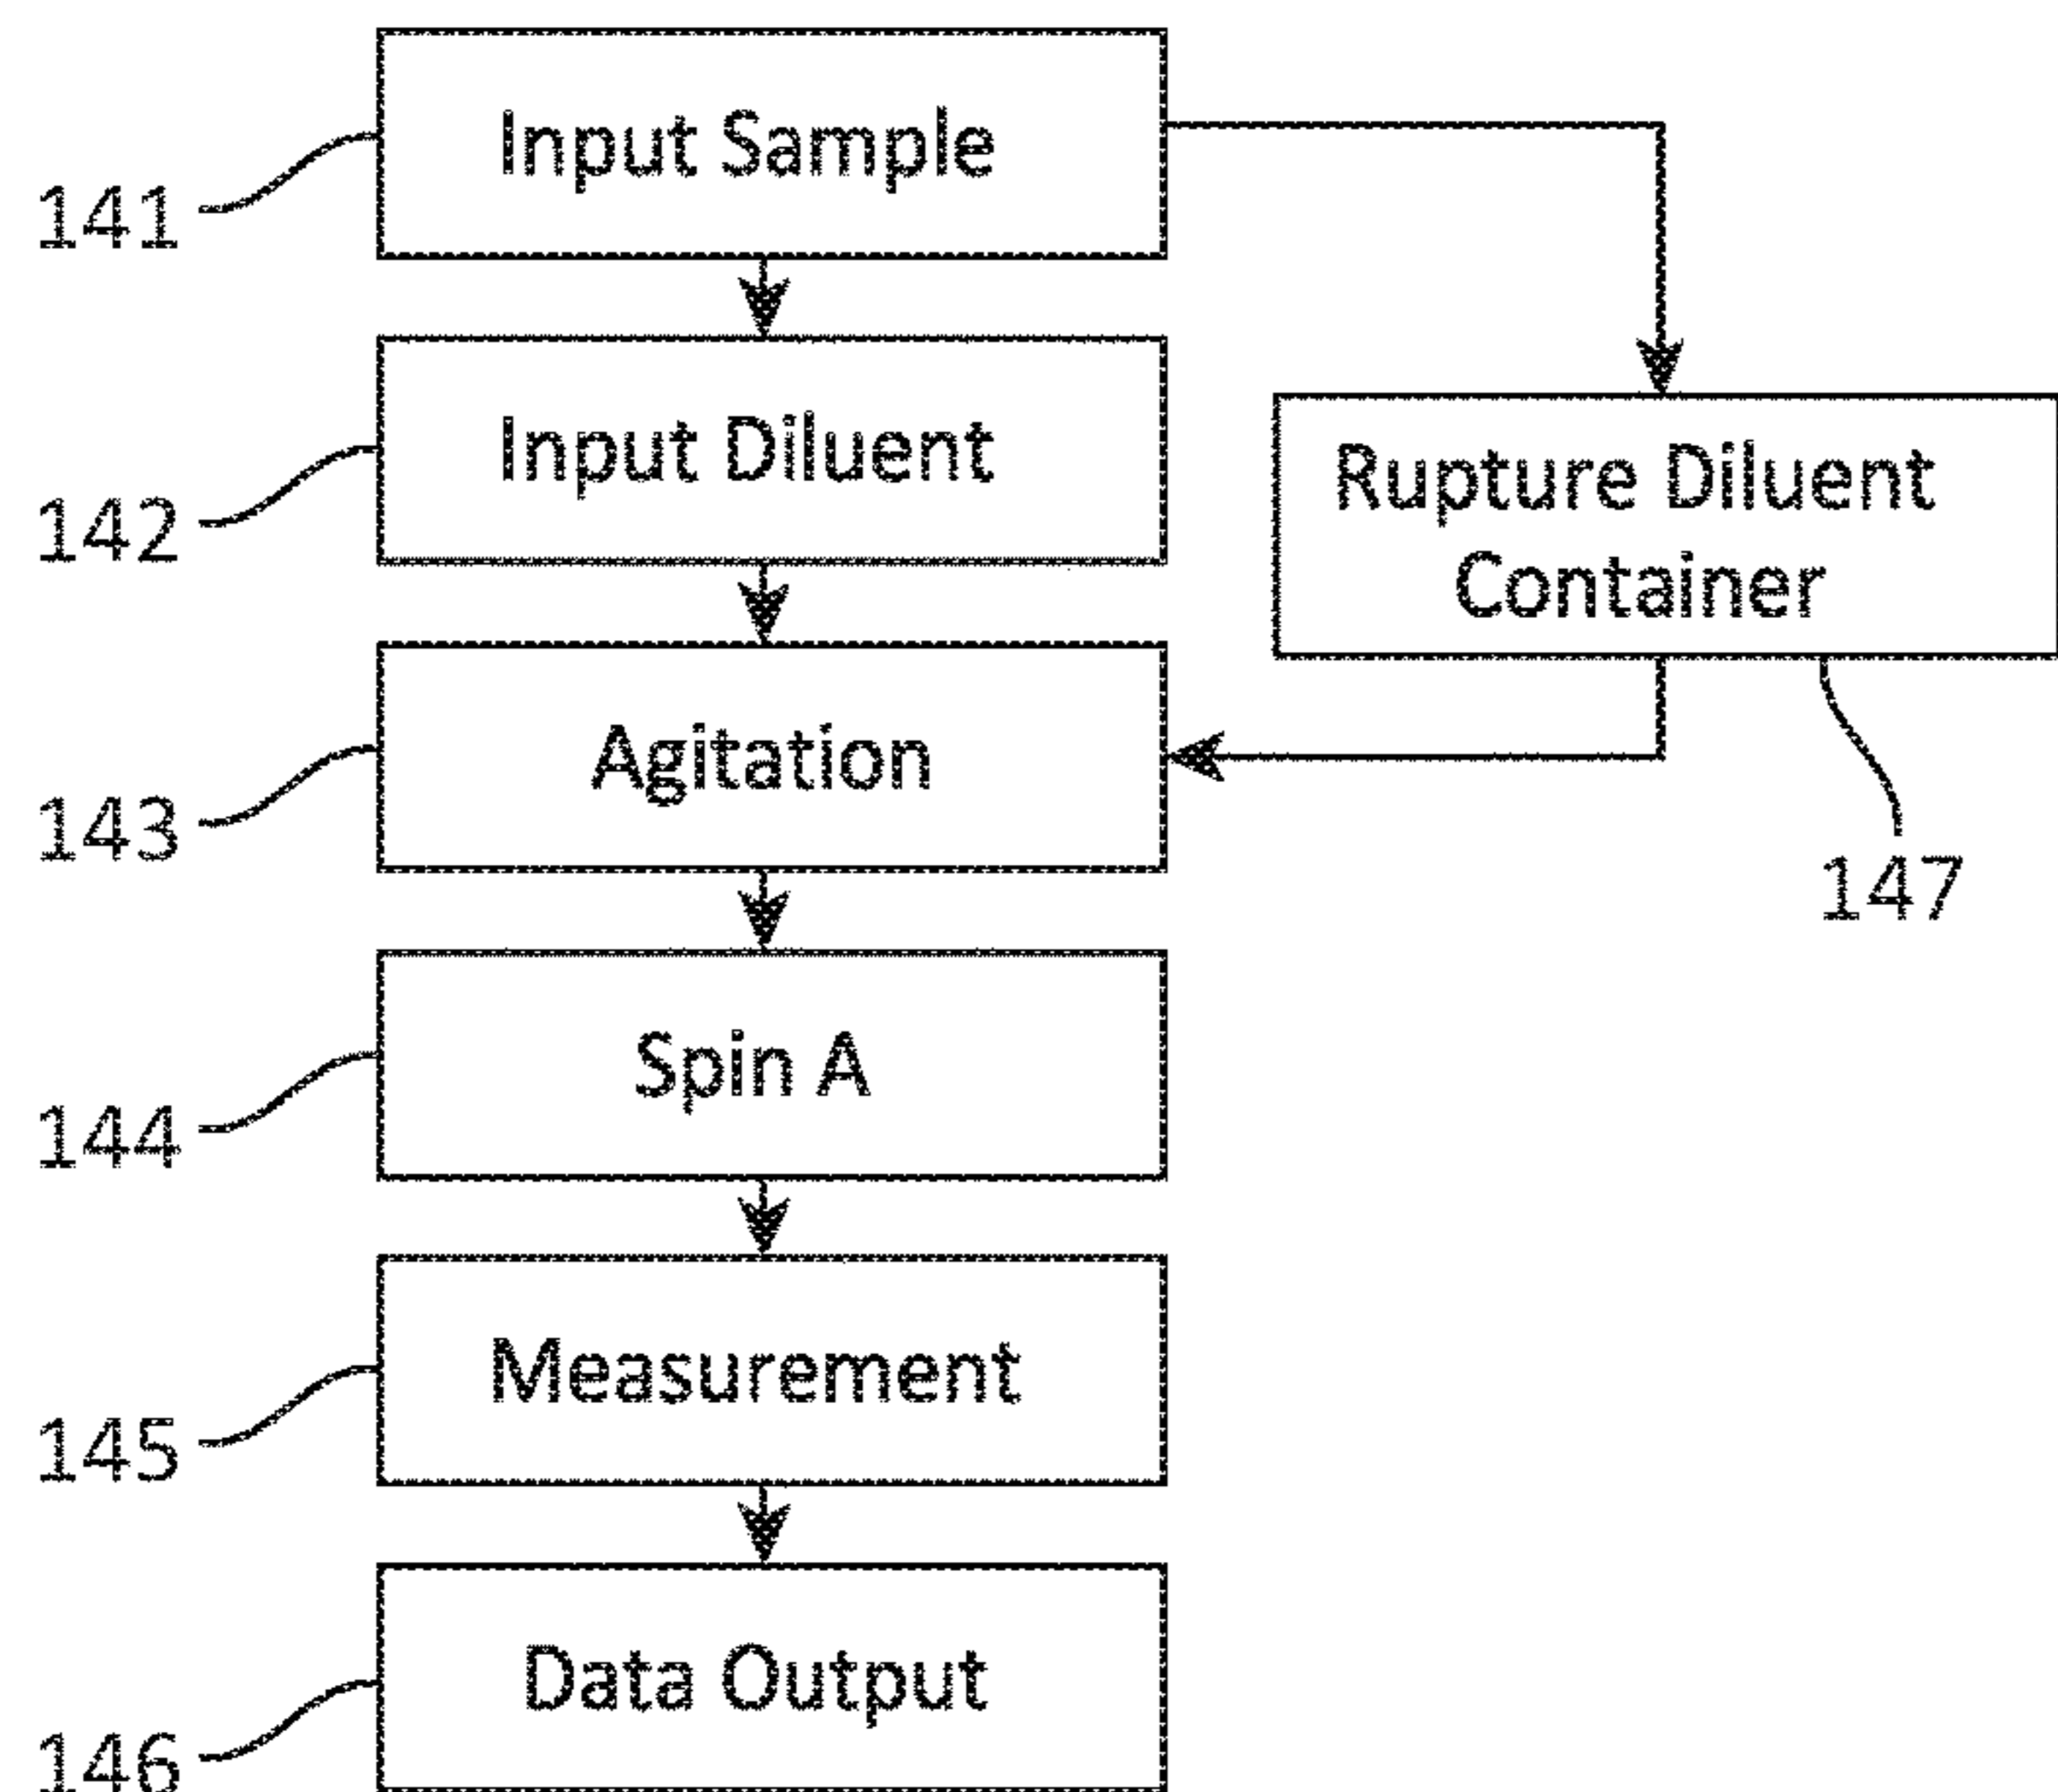 Input Sample
141
Input Diluent
142
Rupture Diluent
Container
Agitation
143
147
Spin A
144
Measurement
145
Data Output
146